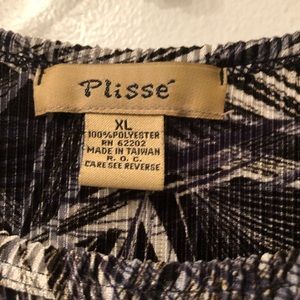 Plissé
XL
100%POLYESTER
RN 62202
MADE IN TAIWAN
R. O. C.
CARE SEE REVERSE